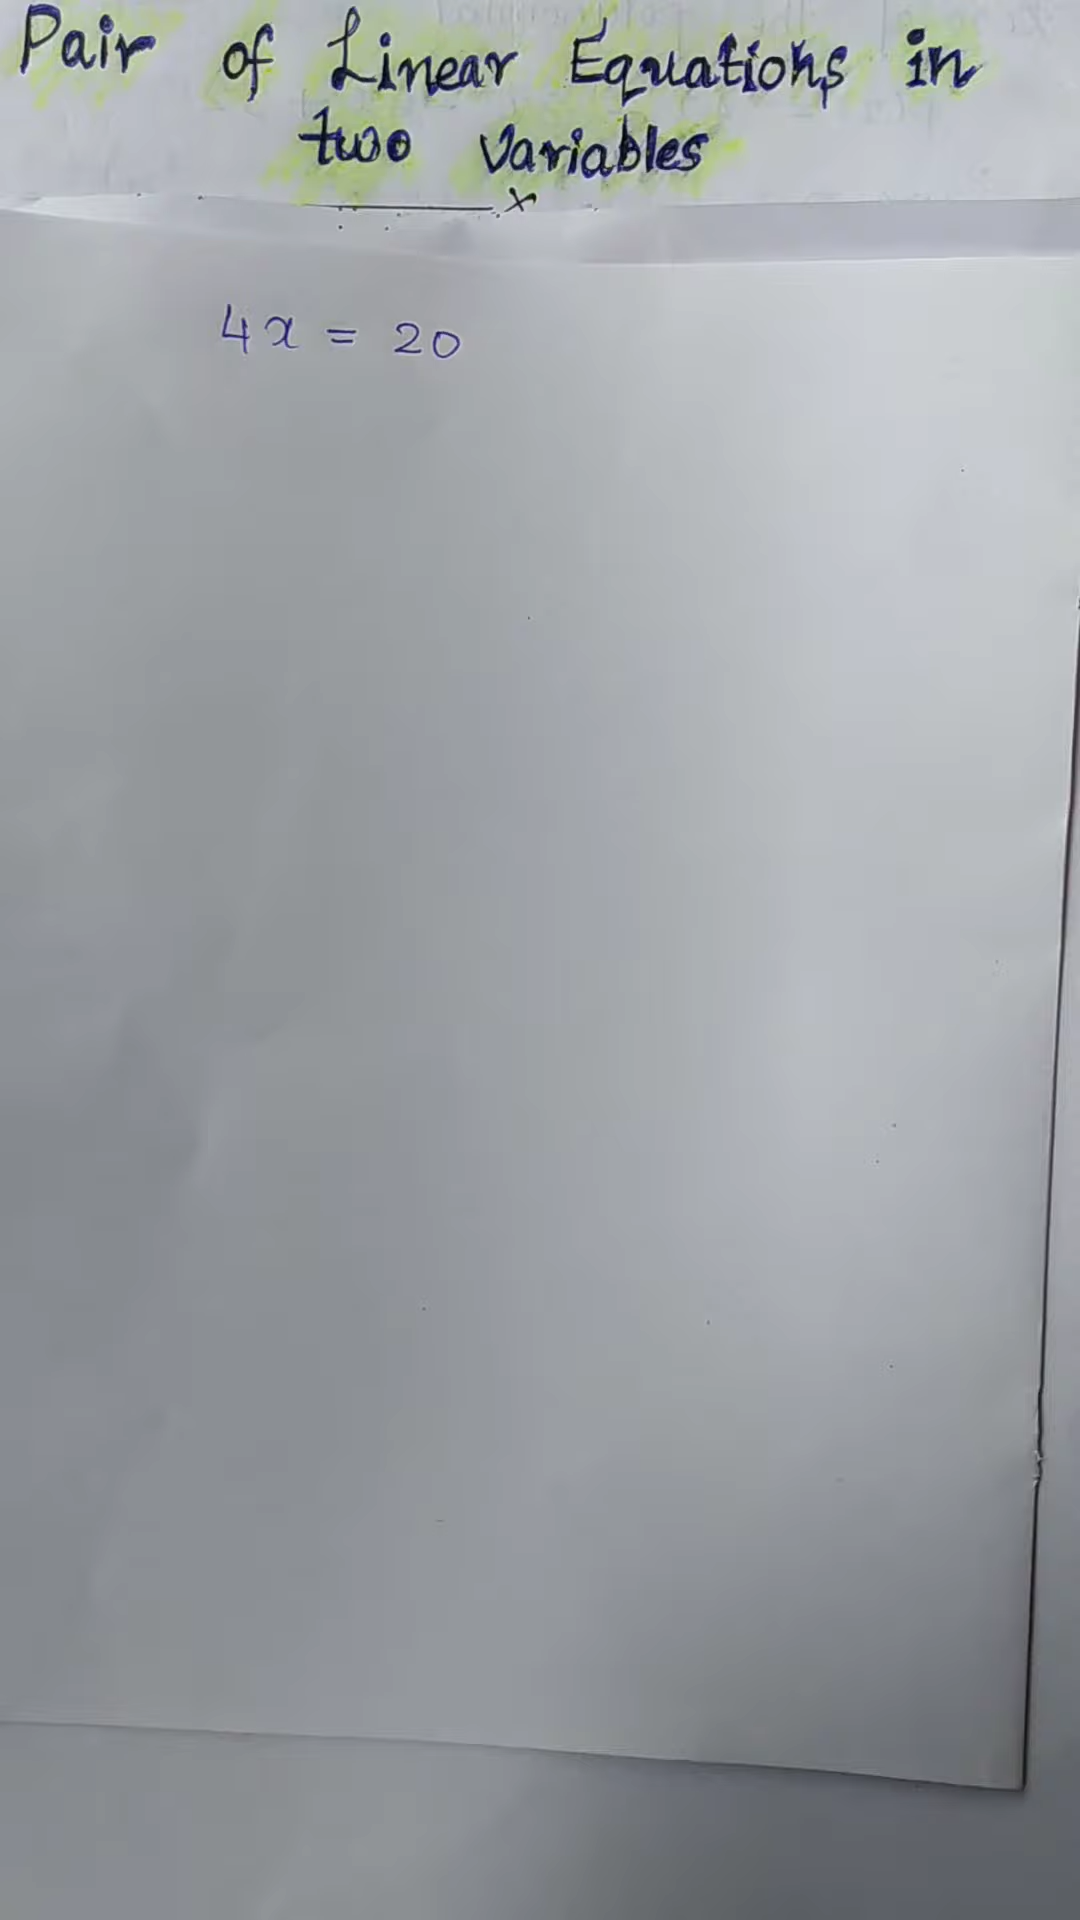 Pair of Linear Equations in
two Variables
x
4x = 20